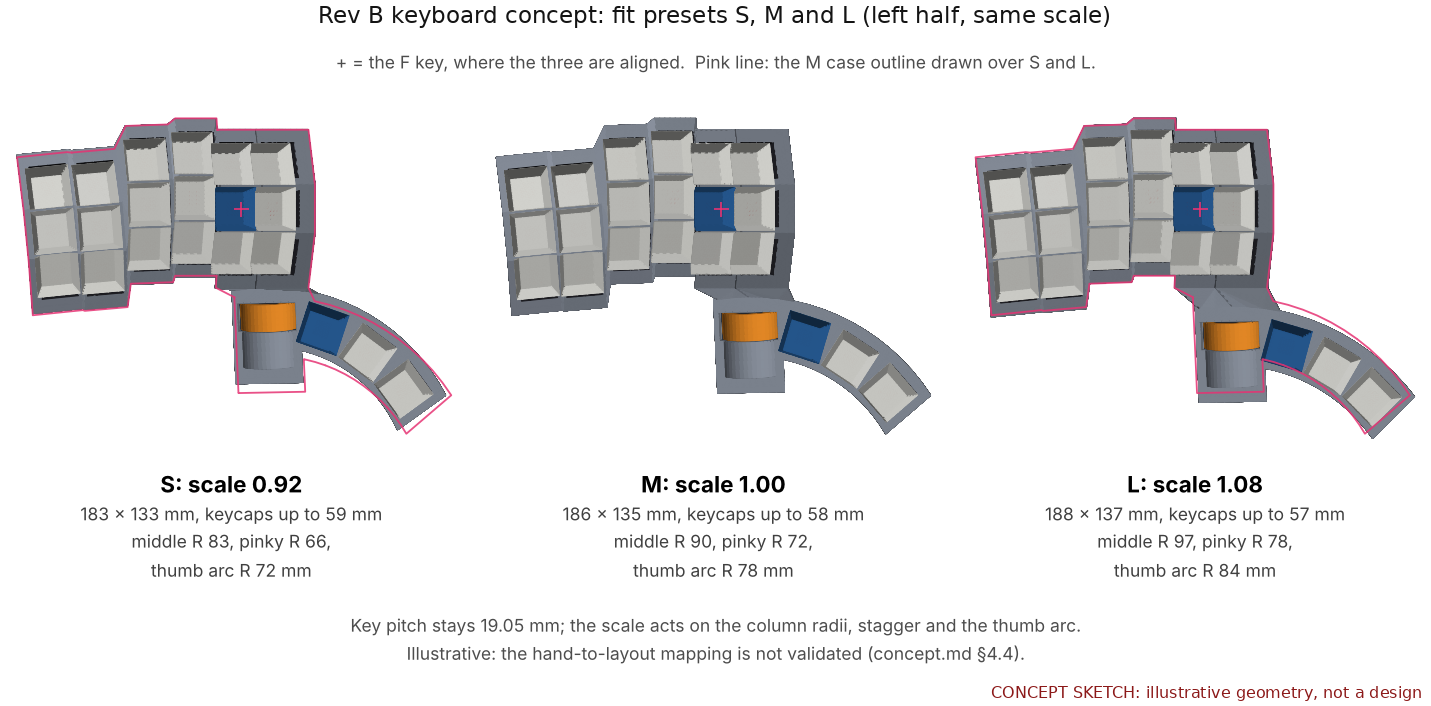 Rev B keyboard concept: fit presets S, M and L (left half, same scale)
+ = the F key, where the three are aligned. Pink line: the M case outline drawn over S and L.
S: scale 0.92
183 × 133 mm, keycaps up to 59 mm
middle R 83, pinky R 66,
thumb arc R 72 mm
M: scale 1.00
186 × 135 mm, keycaps up to 58 mm
middle R 90, pinky R 72,
thumb arc R 78 mm
L: scale 1.08
188 × 137 mm, keycaps up to 57 mm
middle R 97, pinky R 78,
thumb arc R 84 mm
Key pitch stays 19.05 mm; the scale acts on the column radii, stagger and the thumb arc.
Illustrative: the hand-to-layout mapping is not validated (concept.md §4.4).
CONCEPT SKETCH: illustrative geometry, not a design